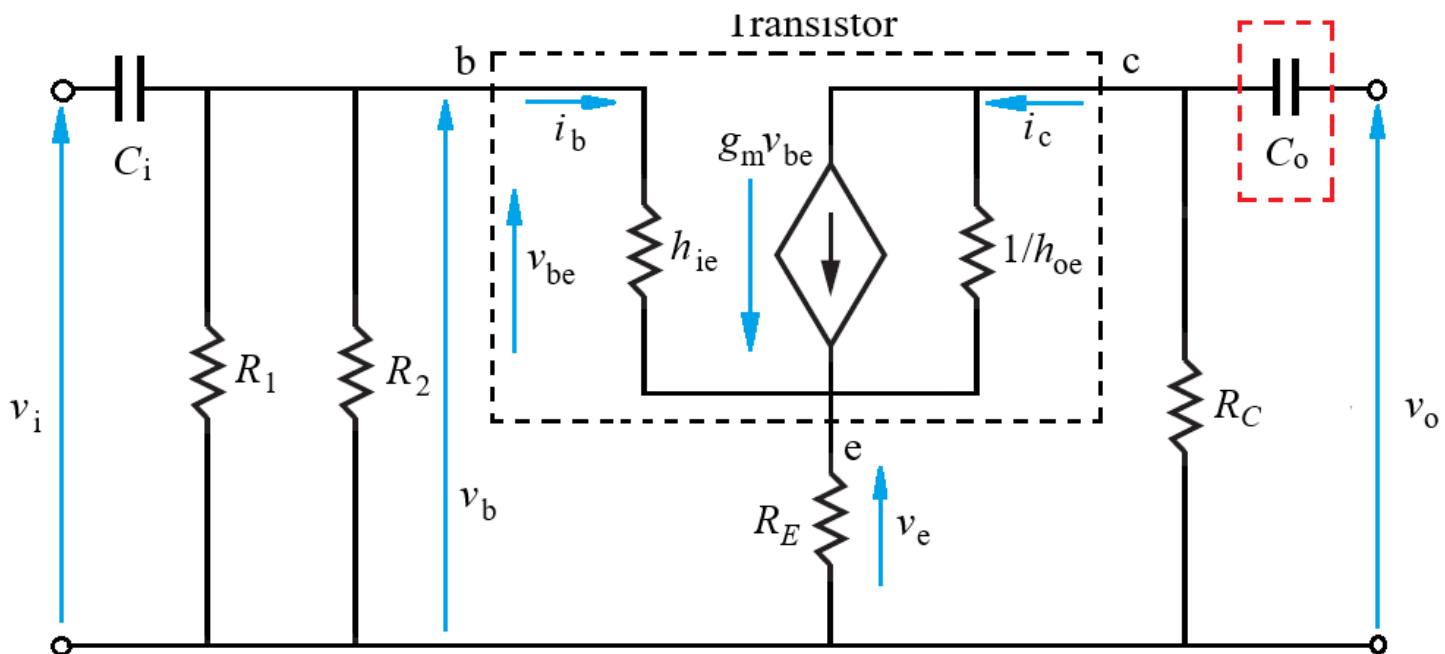 Transistor
b
c
i_b
i_c
C_i
g_m v_be
C_o
v_be
h_ie
1/h_oe
R_1
R_2
R_C
v_i
v_o
e
v_b
R_E
v_e